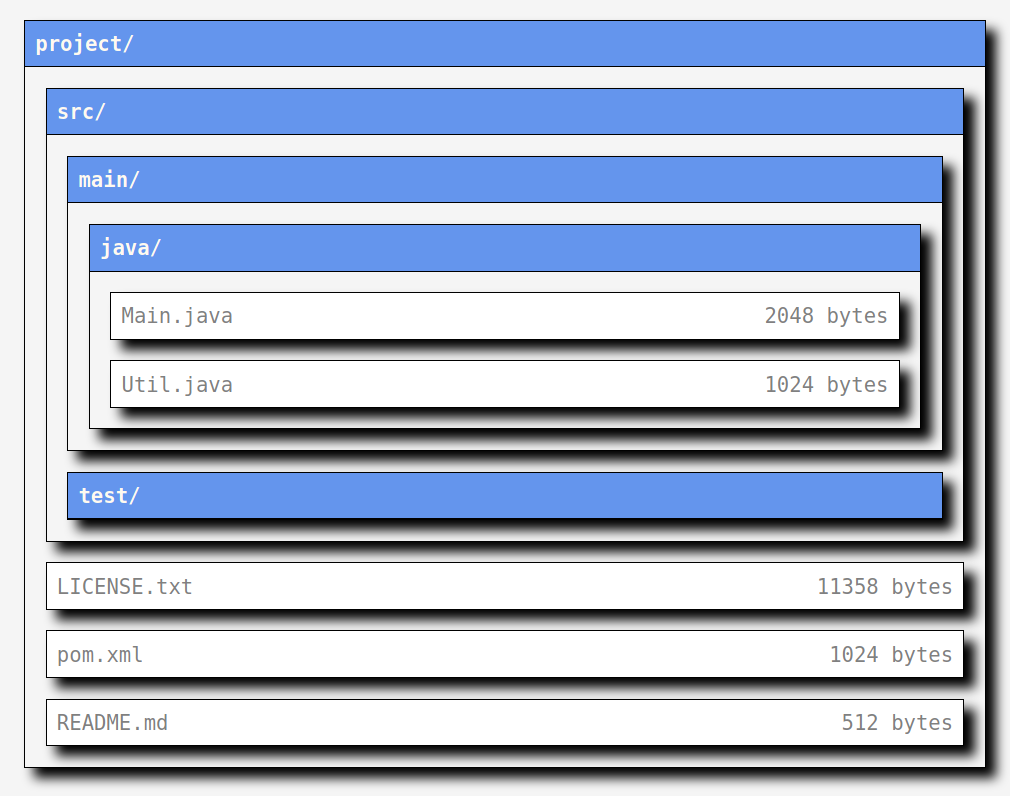 project/
src/
main/
java/
Main.java 2048 bytes
Util.java 1024 bytes
test/
LICENSE.txt 11358 bytes
pom.xml 1024 bytes
README.md 512 bytes